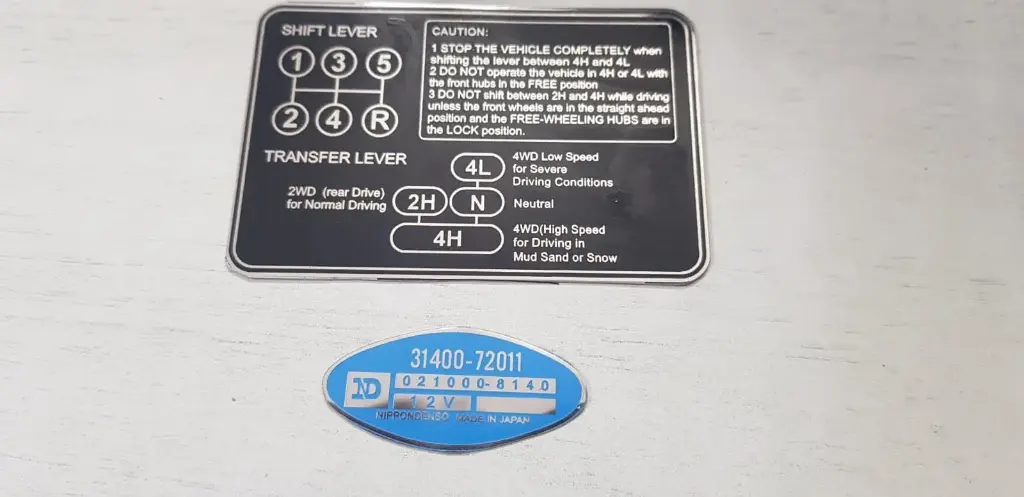 SHIFT LEVER
1 3 5
2 4 R
CAUTION:
1 STOP THE VEHICLE COMPLETELY when
shifting the lever between 4H and 4L
2 DO NOT operate the vehicle in 4H or 4L with
the front hubs in the FREE position
3 DO NOT shift between 2H and 4H while driving
unless the front wheels are in the straight ahead
position and the FREE-WHEELING HUBS are in
the LOCK position.
TRANSFER LEVER
4L
4WD Low Speed
for Severe
Driving Conditions
2WD (rear Drive)
for Normal Driving
2H
N
Neutral
4H
4WD(High Speed
for Driving in
Mud Sand or Snow
31400-72011
ND
021000-8140
12V
NIPPONDENSO MADE IN JAPAN